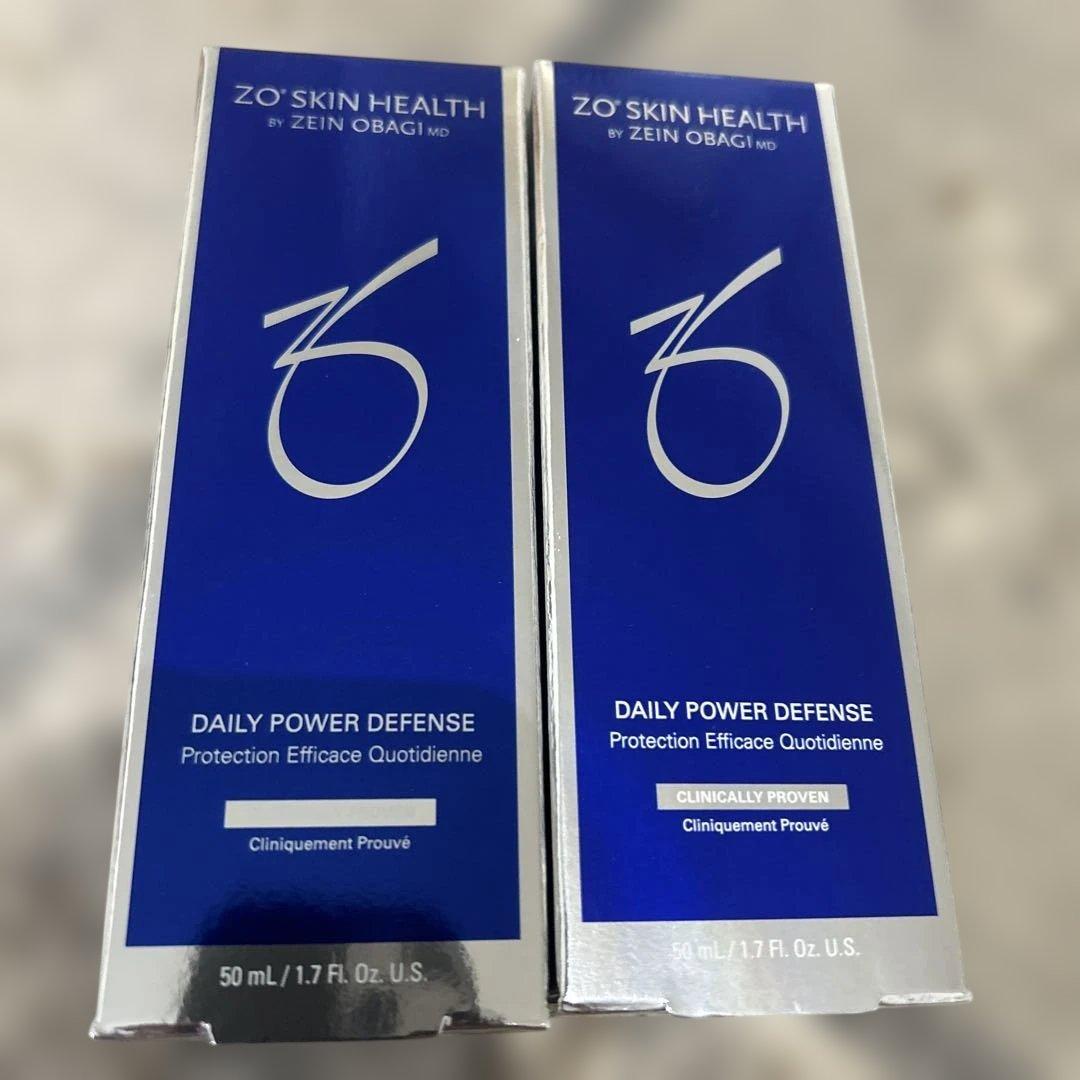 ZO® SKIN HEALTH
BY ZEIN OBAGI MD
DAILY POWER DEFENSE
Protection Efficace Quotidienne
Cliniquement Prouvé
50 mL / 1.7 Fl. Oz. U.S.
ZO® SKIN HEALTH
BY ZEIN OBAGI MD
DAILY POWER DEFENSE
Protection Efficace Quotidienne
CLINICALLY PROVEN
Cliniquement Prouvé
50 mL / 1.7 Fl. Oz. U.S.